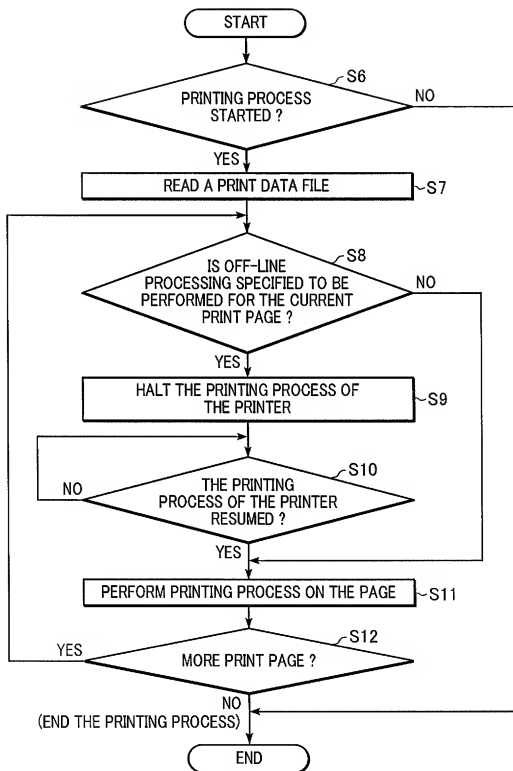 START
S6
PRINTING PROCESS
STARTED ?
NO
YES
READ A PRINT DATA FILE
S7
S8
IS OFF-LINE
PROCESSING SPECIFIED TO BE
PERFORMED FOR THE CURRENT
PRINT PAGE ?
NO
YES
HALT THE PRINTING PROCESS OF
THE PRINTER
S9
S10
NO
THE PRINTING
PROCESS OF THE PRINTER
RESUMED ?
YES
PERFORM PRINTING PROCESS ON THE PAGE
S11
S12
YES
MORE PRINT PAGE ?
NO
(END THE PRINTING PROCESS)
END